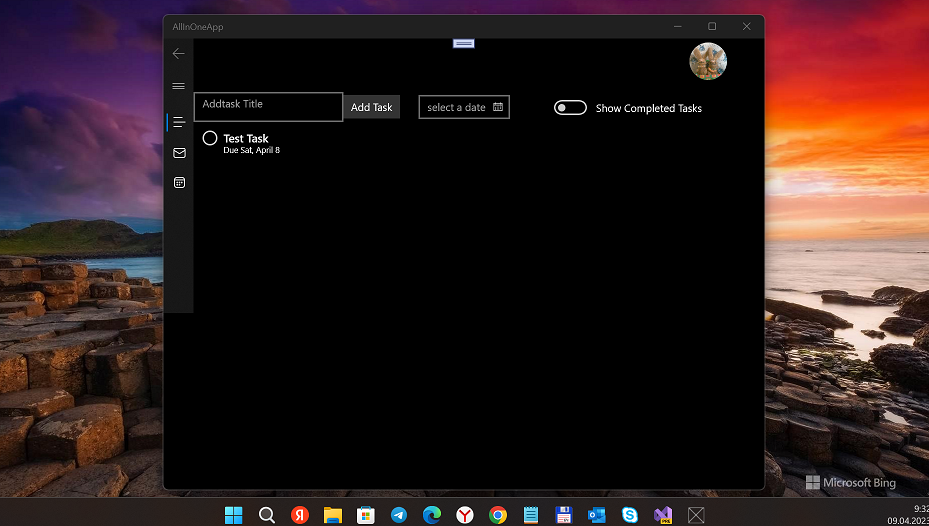 AllInOneApp
Addtask Title
Add Task
select a date
Show Completed Tasks
Test Task
Due Sat, April 8
Microsoft Bing
Я
Y
PRE
9:32
09.04.202